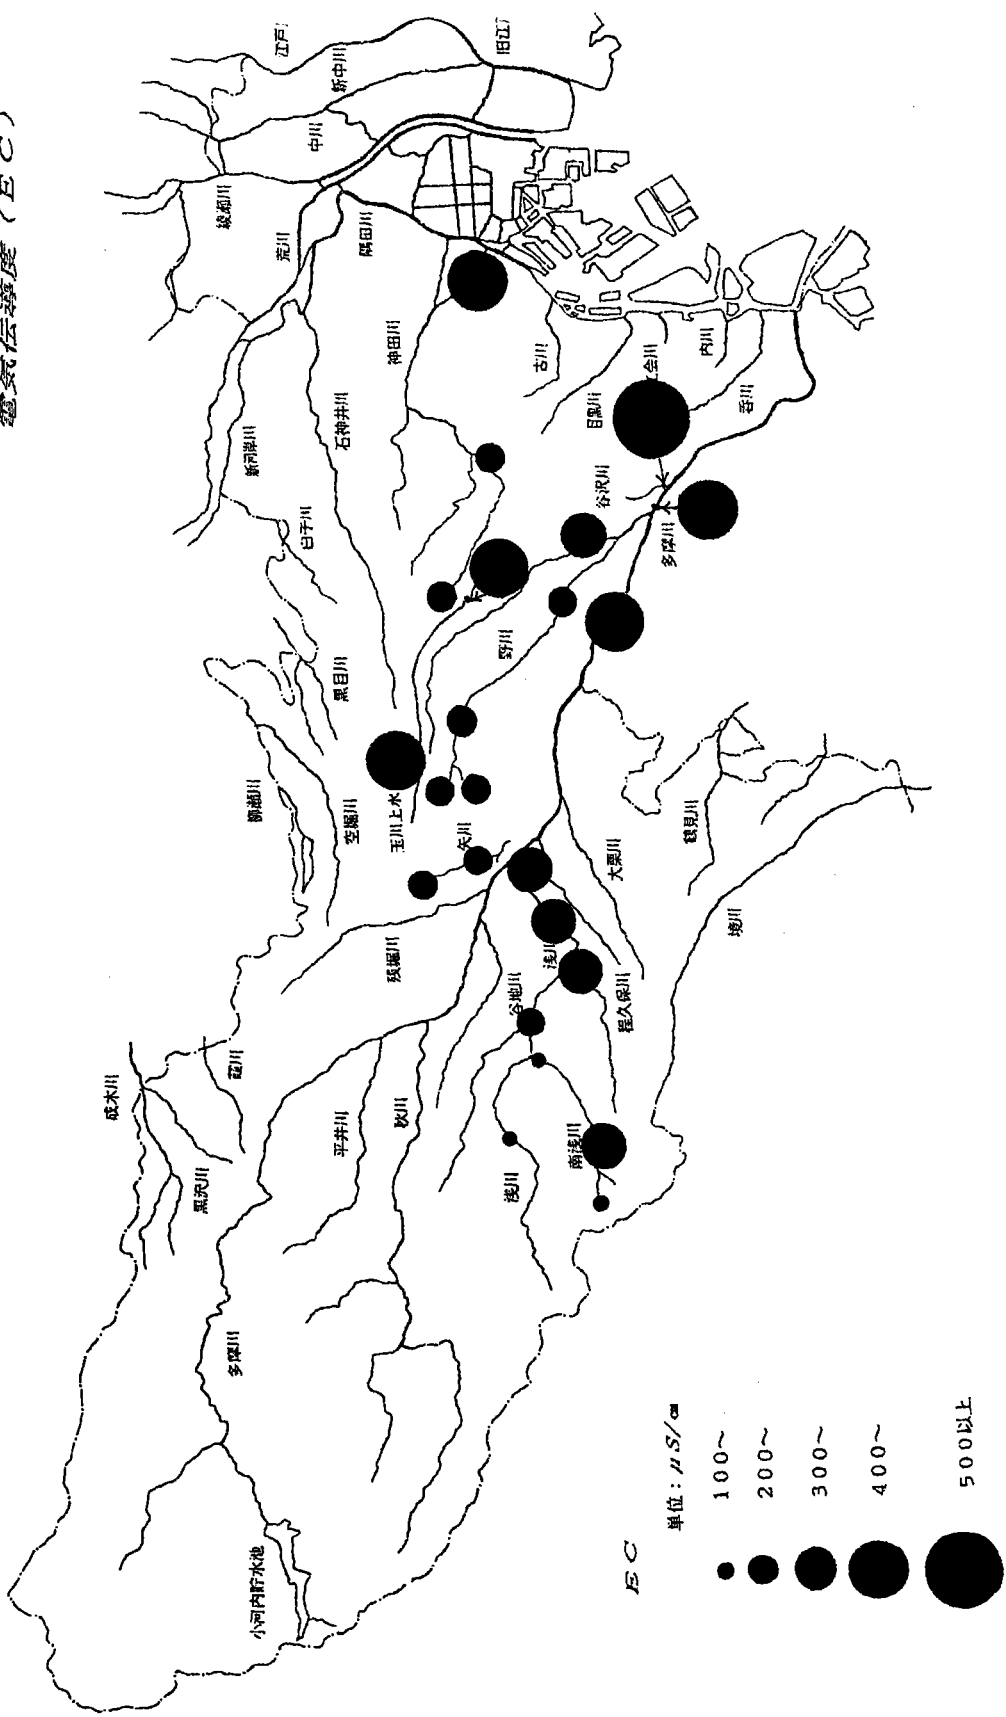 電気伝導度 (EC)
江戸
旧江
新中川
中川
綾瀬川
荒川
隅田川
神田川
古川
内川
目黒川
呑川
新河岸川
石神井川
谷沢川
白子川
多摩川
野川
黒目川
柳瀬川
空堀川
玉川上水
矢川
大栗川
鶴見川
境川
残堀川
浅川
谷地川
程久保川
霞川
成木川
平井川
秋川
黒沢川
南浅川
浅川
多摩川
小河内貯水池
EC
単位:μS/cm
100~
200~
300~
400~
500以上